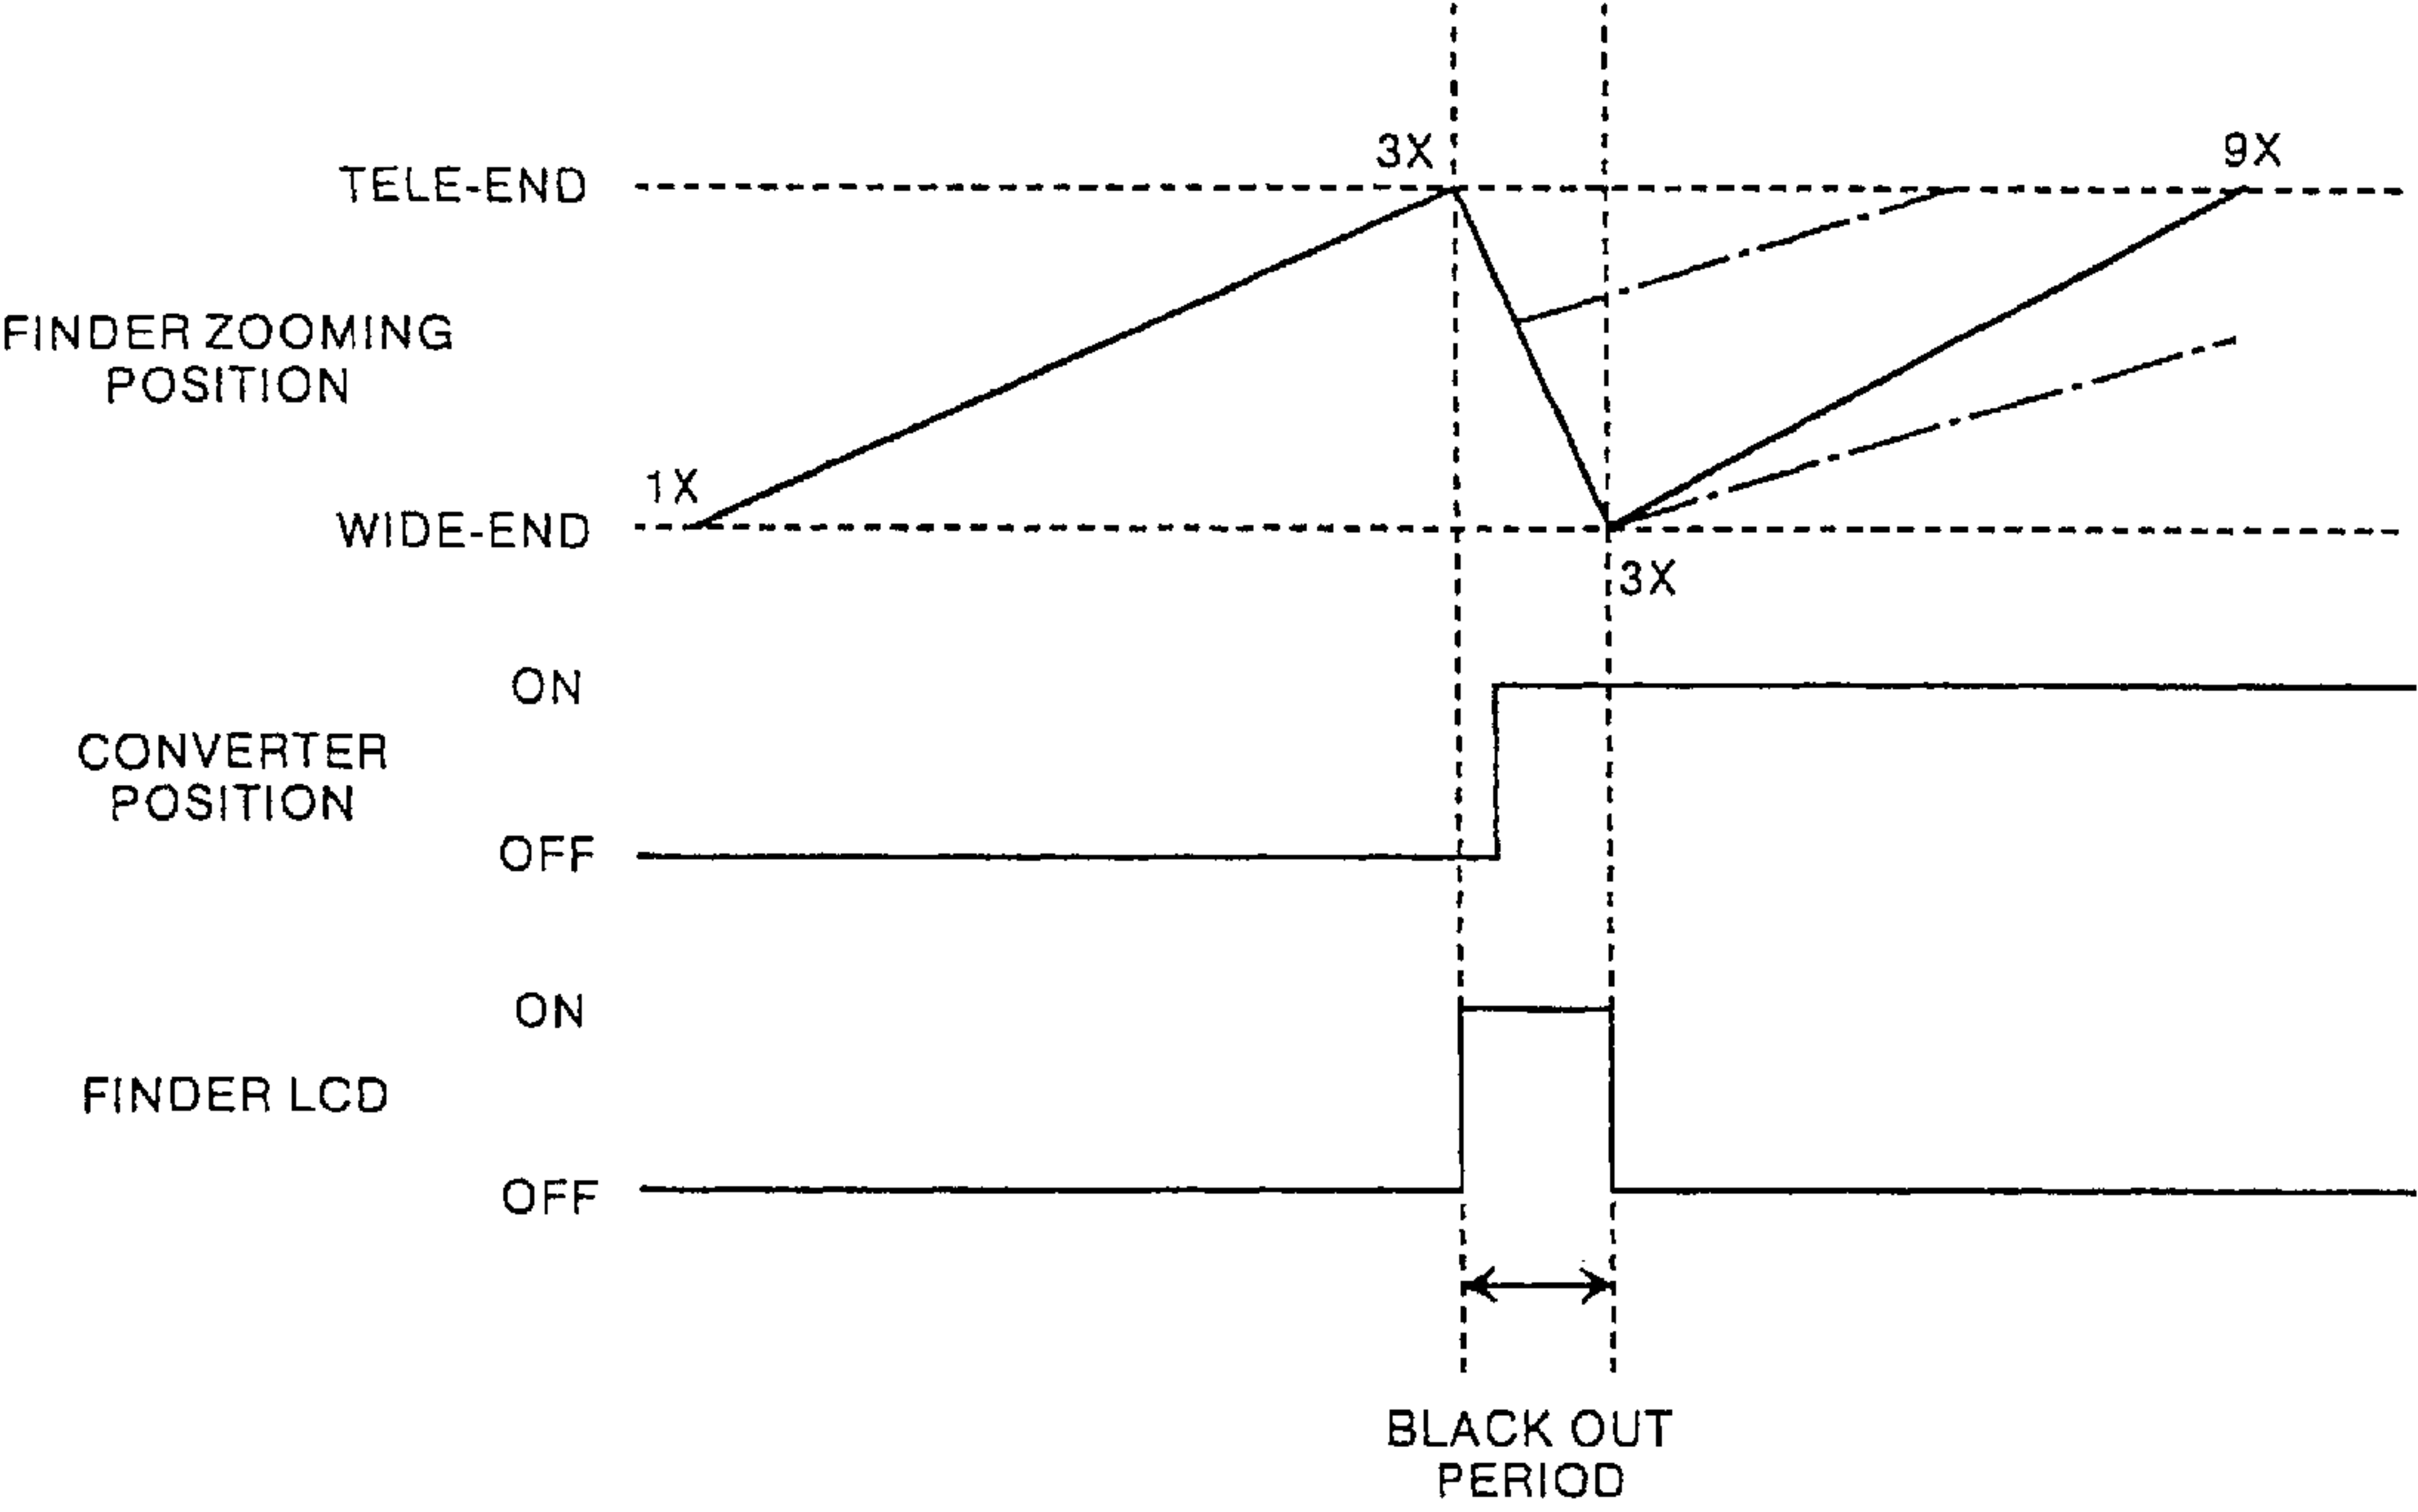 3X
9X
TELE-END
FINDER ZOOMING
POSITION
1X
WIDE-END
3X
ON
CONVERTER
POSITION
OFF
ON
FINDER LCD
OFF
BLACK OUT
PERIOD